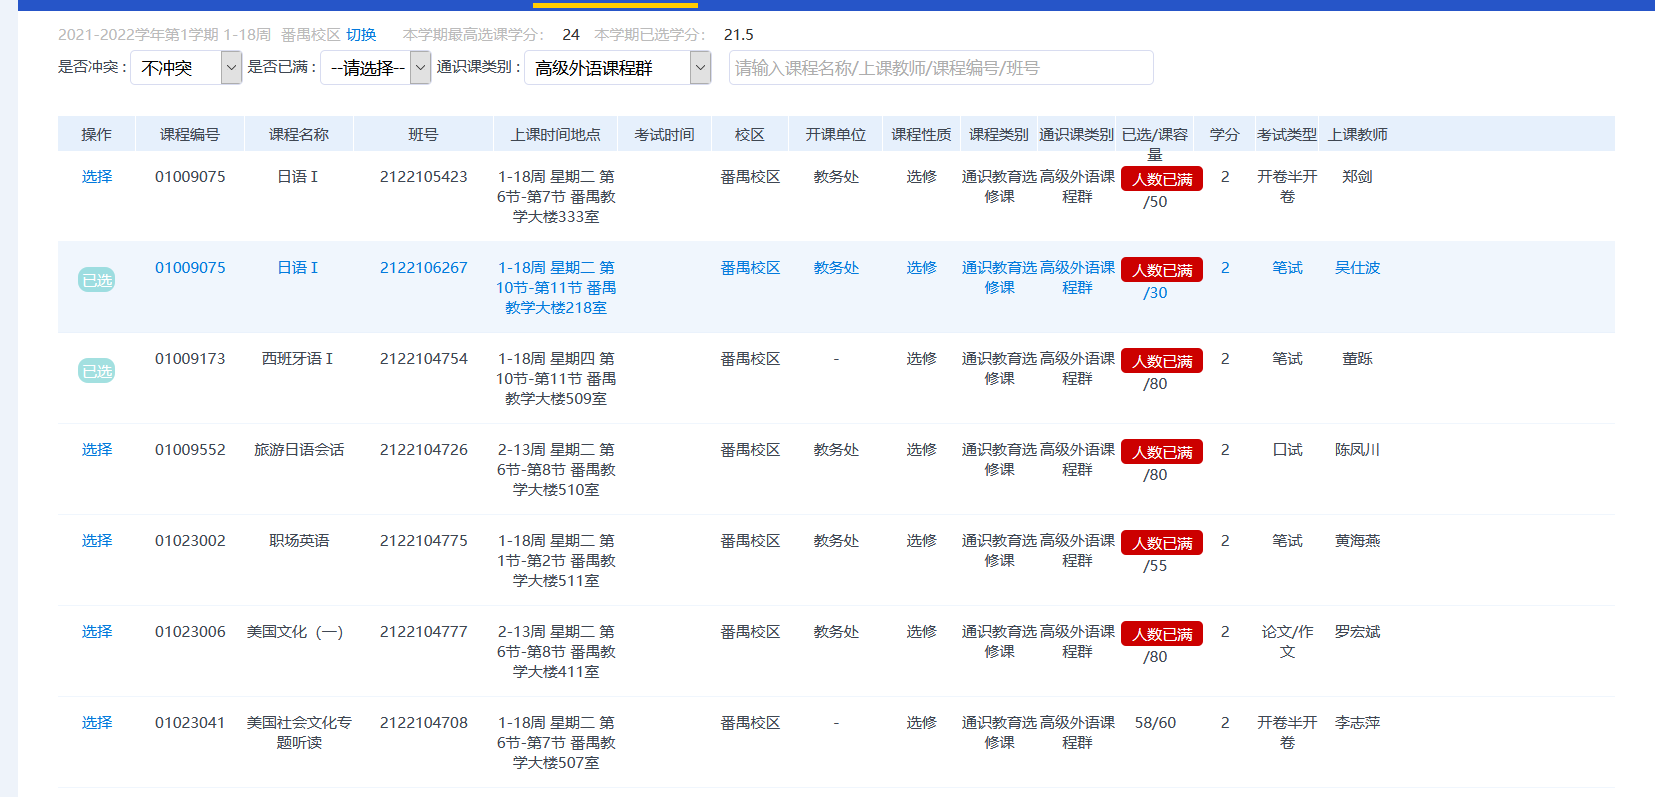 2021-2022学年第1学期 1-18周 番禺校区 切换 本学期最高选课学分： 24 本学期已选学分： 21.5
是否冲突： 不冲突 是否已满： --请选择-- 通识课类别： 高级外语课程群 请输入课程名称/上课教师/课程编号/班号
操作 课程编号 课程名称 班号 上课时间地点 考试时间 校区 开课单位 课程性质 课程类别 通识课类别 已选/课容
量 学分 考试类型 上课教师
选择 01009075 日语 I 2122105423 1-18周 星期二 第 番禺校区 教务处 选修 通识教育选 高级外语课 人数已满 2 开卷半开 郑剑
6节-第7节 番禺教 修课 程群 /50 卷
学大楼333室
已选 01009075 日语 I 2122106267 1-18周 星期二 第 番禺校区 教务处 选修 通识教育选 高级外语课 人数已满 2 笔试 吴仕波
10节-第11节 番禺 修课 程群 /30
教学大楼218室
已选 01009173 西班牙语 I 2122104754 1-18周 星期四 第 番禺校区 - 选修 通识教育选 高级外语课 人数已满 2 笔试 董跞
10节-第11节 番禺 修课 程群 /80
教学大楼509室
选择 01009552 旅游日语会话 2122104726 2-13周 星期二 第 番禺校区 教务处 选修 通识教育选 高级外语课 人数已满 2 口试 陈凤川
6节-第8节 番禺教 修课 程群 /80
学大楼510室
选择 01023002 职场英语 2122104775 1-18周 星期二 第 番禺校区 教务处 选修 通识教育选 高级外语课 人数已满 2 笔试 黄海燕
1节-第2节 番禺教 修课 程群 /55
学大楼511室
选择 01023006 美国文化（一） 2122104777 2-13周 星期二 第 番禺校区 教务处 选修 通识教育选 高级外语课 人数已满 2 论文/作 罗宏斌
6节-第8节 番禺教 修课 程群 /80 文
学大楼411室
选择 01023041 美国社会文化专 2122104708 1-18周 星期二 第 番禺校区 - 选修 通识教育选 高级外语课 58/60 2 开卷半开 李志萍
题听读 6节-第7节 番禺教 修课 程群 卷
学大楼507室